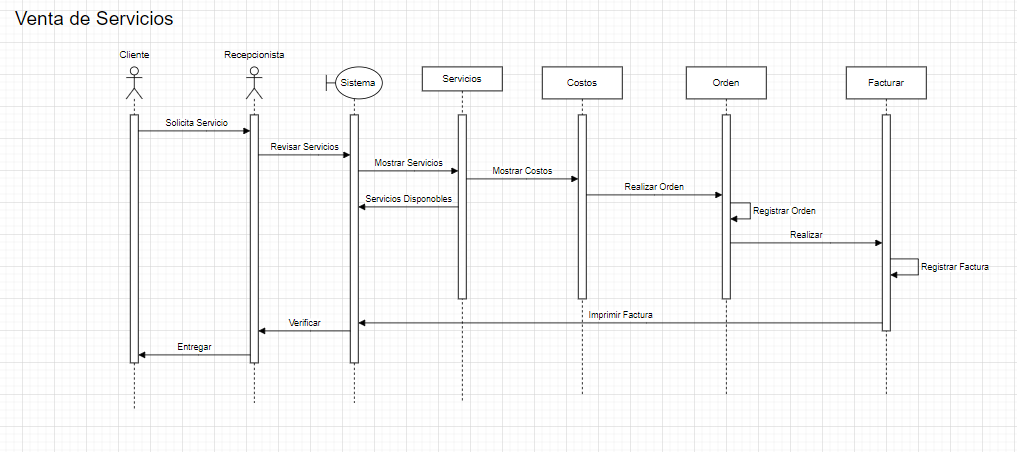 Venta de Servicios
Cliente
Recepcionista
Sistema
Servicios
Costos
Orden
Facturar
Solicita Servicio
Revisar Servicios
Mostrar Servicios
Mostrar Costos
Realizar Orden
Servicios Disponobles
Registrar Orden
Realizar
Registrar Factura
Imprimir Factura
Verificar
Entregar